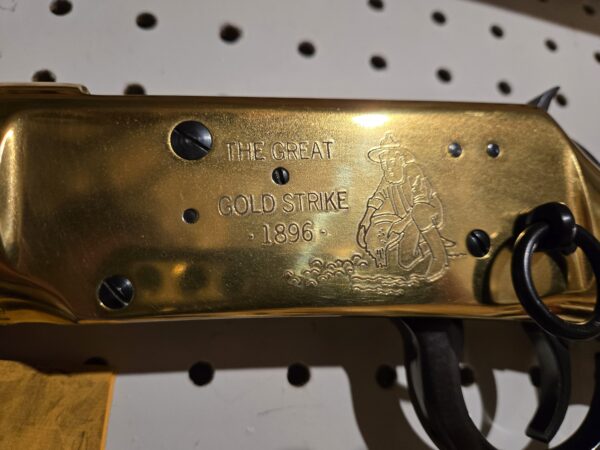 THE GREAT
GOLD STRIKE
· 1896 ·